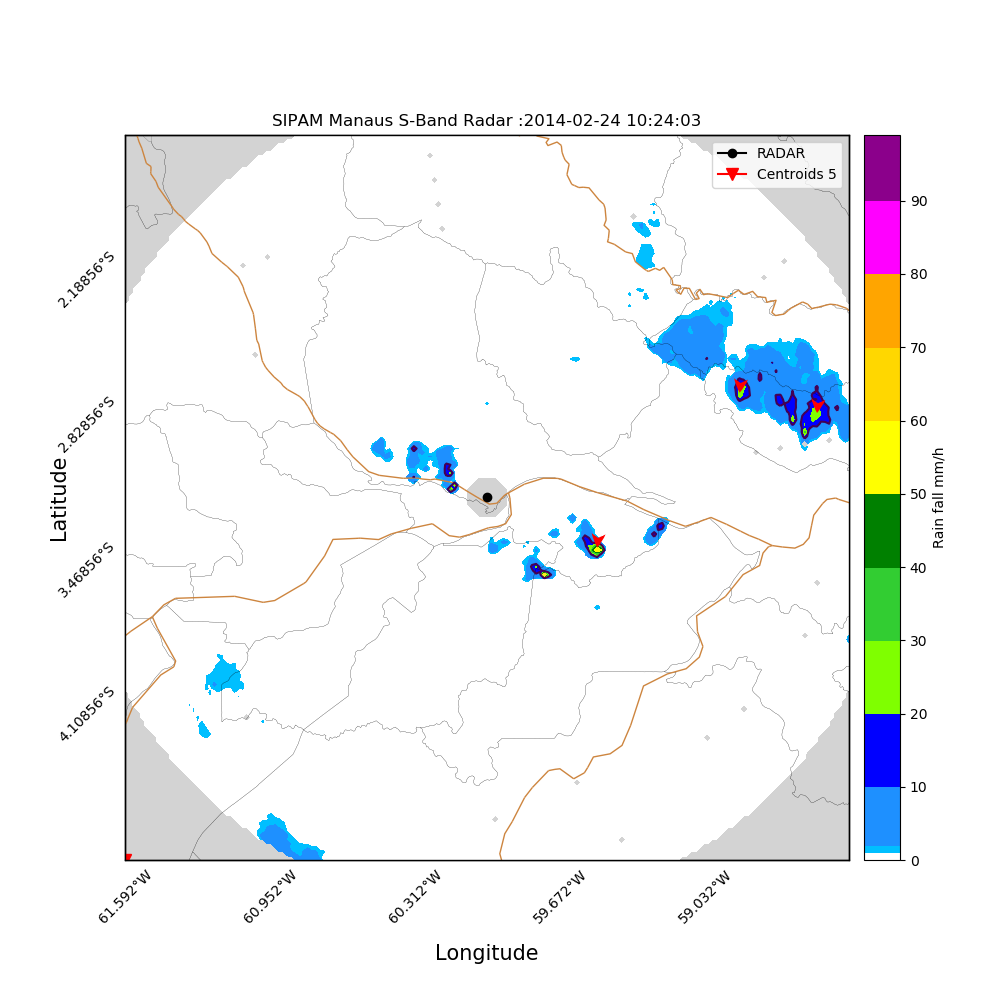 SIPAM Manaus S-Band Radar :2014-02-24 10:24:03
RADAR
Centroids 5
90
80
70
60
50
40
30
20
10
0
Rain fall mm/h
2.18856°S
2.82856°S
3.46856°S
4.10856°S
Latitude
61.592°W
60.952°W
60.312°W
59.672°W
59.032°W
Longitude